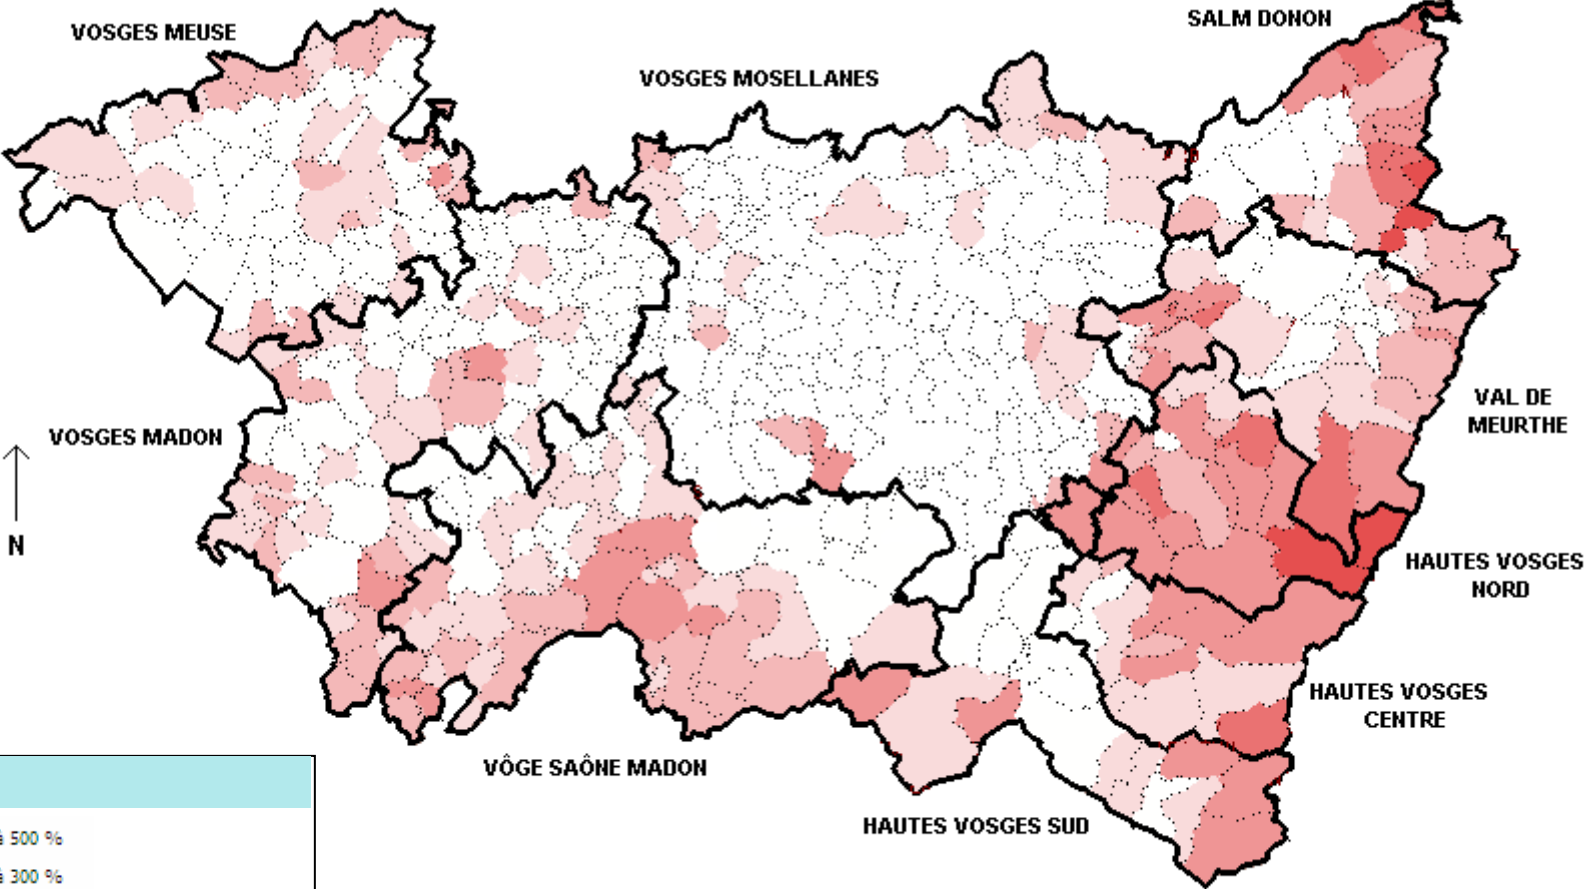 SALM DONON
VOSGES MEUSE
VOSGES MOSELLANES
VAL DE
MEURTHE
VOSGES MADON
N
HAUTES VOSGES
NORD
HAUTES VOSGES
CENTRE
VÔGE SAÔNE MADON
HAUTES VOSGES SUD
à 500 %
à 300 %